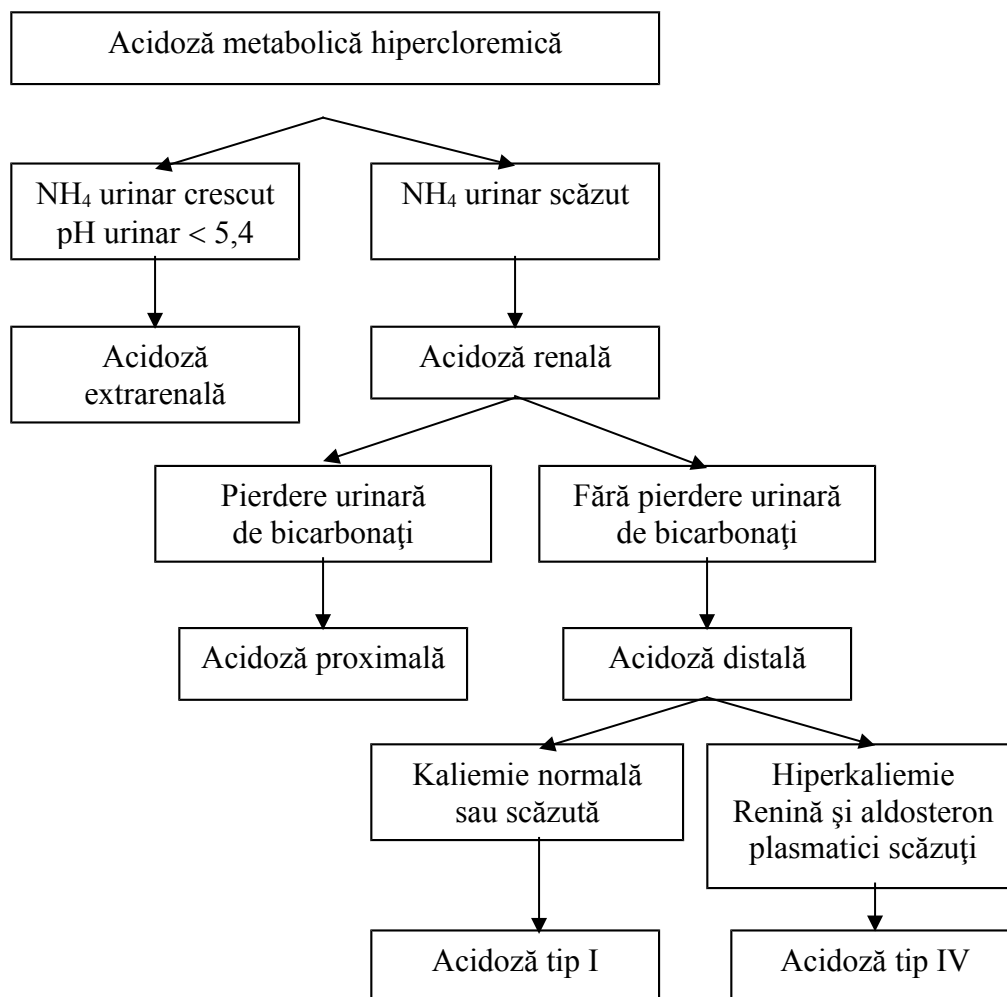 Acidoză metabolică hipercloremică
NH₄ urinar crescut
pH urinar < 5,4
NH₄ urinar scăzut
Acidoză
extrarenală
Acidoză renală
Pierdere urinară
de bicarbonaţi
Fără pierdere urinară
de bicarbonaţi
Acidoză proximală
Acidoză distală
Kaliemie normală
sau scăzută
Hiperkaliemie
Renină şi aldosteron
plasmatici scăzuţi
Acidoză tip I
Acidoză tip IV